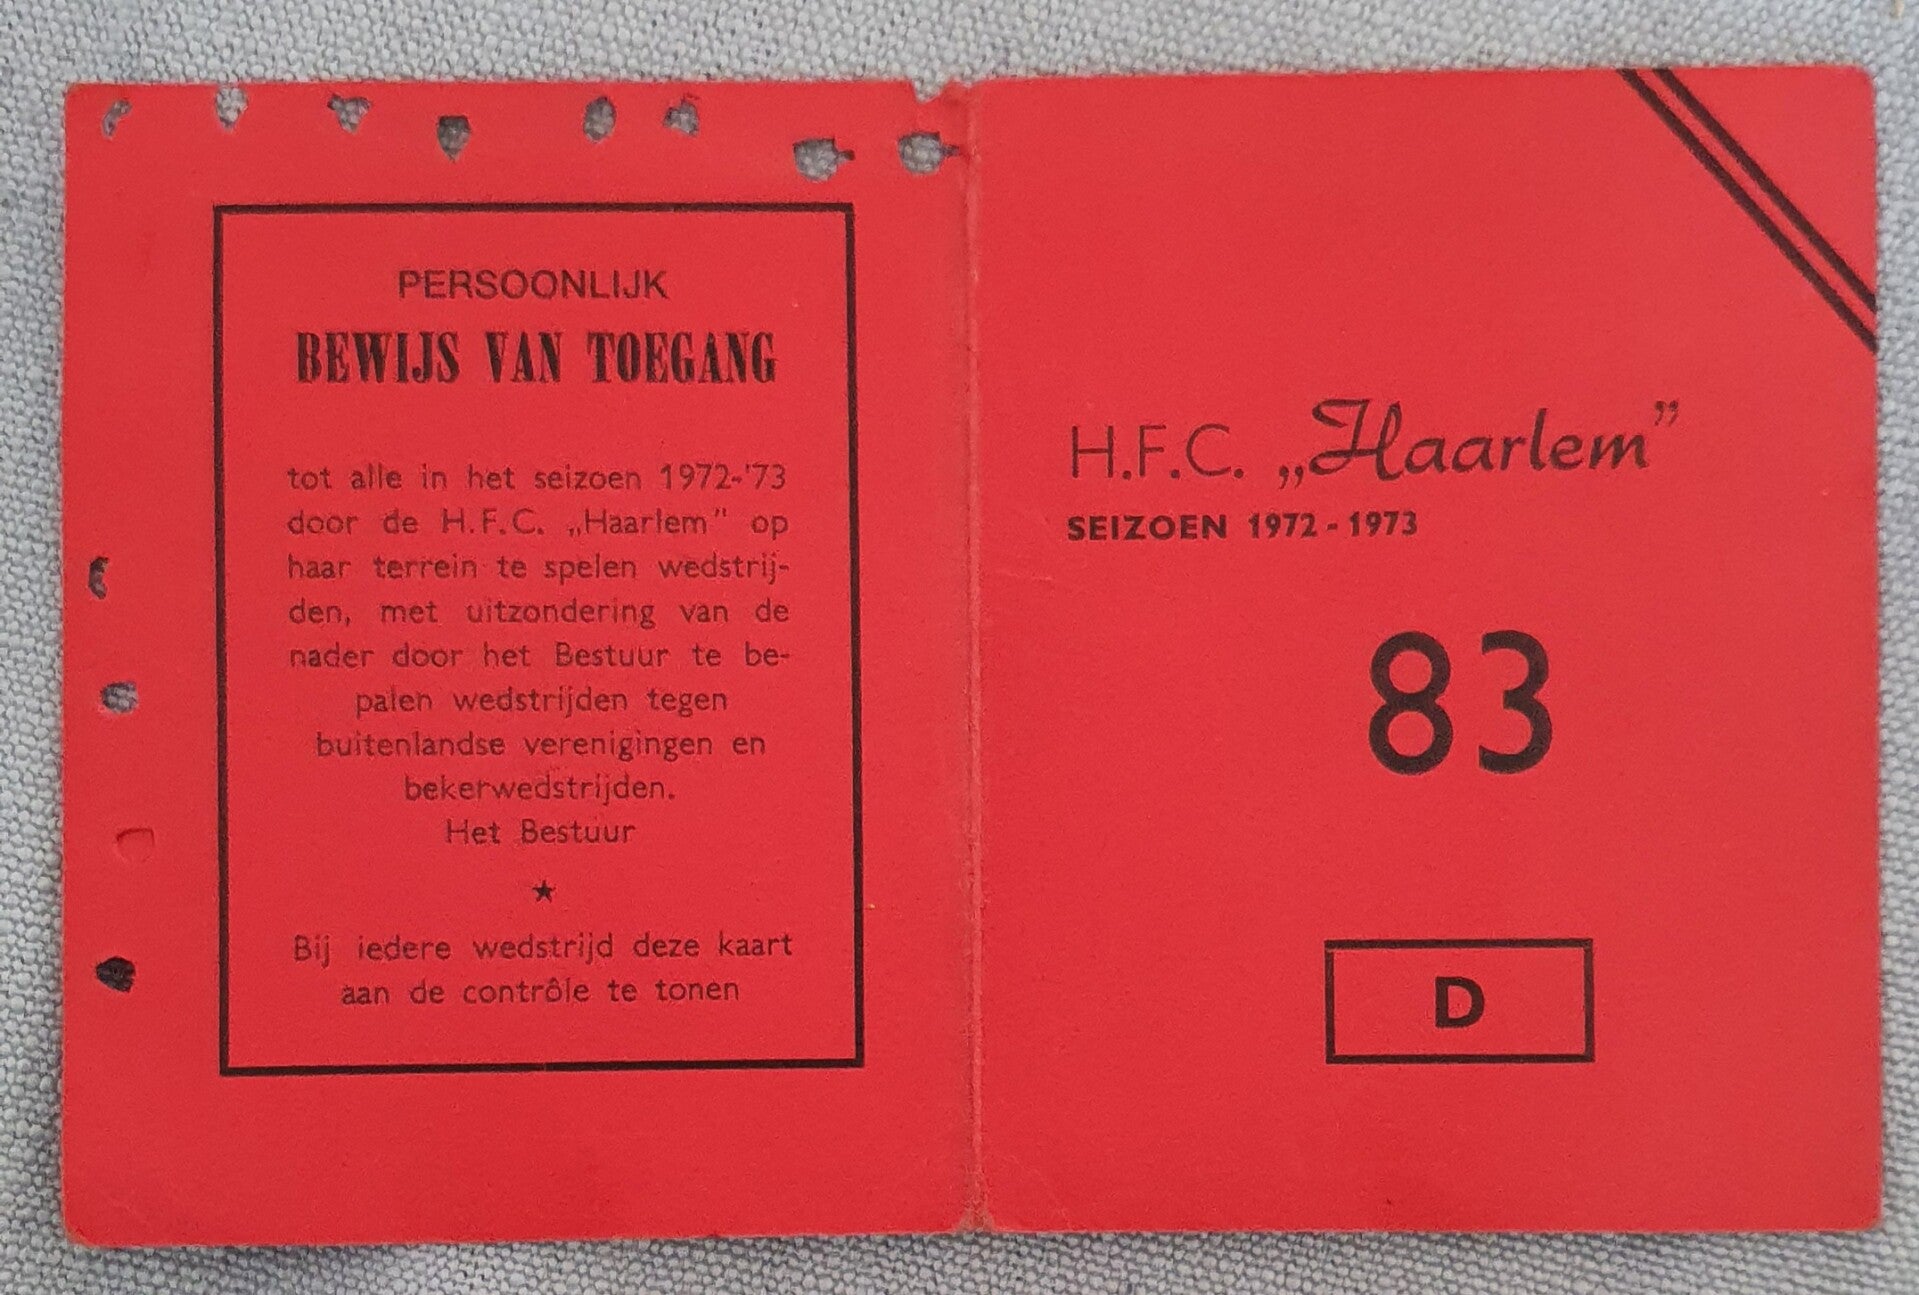 PERSOONLIJK
BEWIJS VAN TOEGANG
tot alle in het seizoen 1972-'73
door de H.F.C. „Haarlem" op
haar terrein te spelen wedstrij-
den, met uitzondering van de
nader door het Bestuur te be-
palen wedstrijden tegen
buitenlandse verenigingen en
bekerwedstrijden.
Het Bestuur
★
Bij iedere wedstrijd deze kaart
aan de contrôle te tonen
H.F.C. „Haarlem”
SEIZOEN 1972 - 1973
83
D